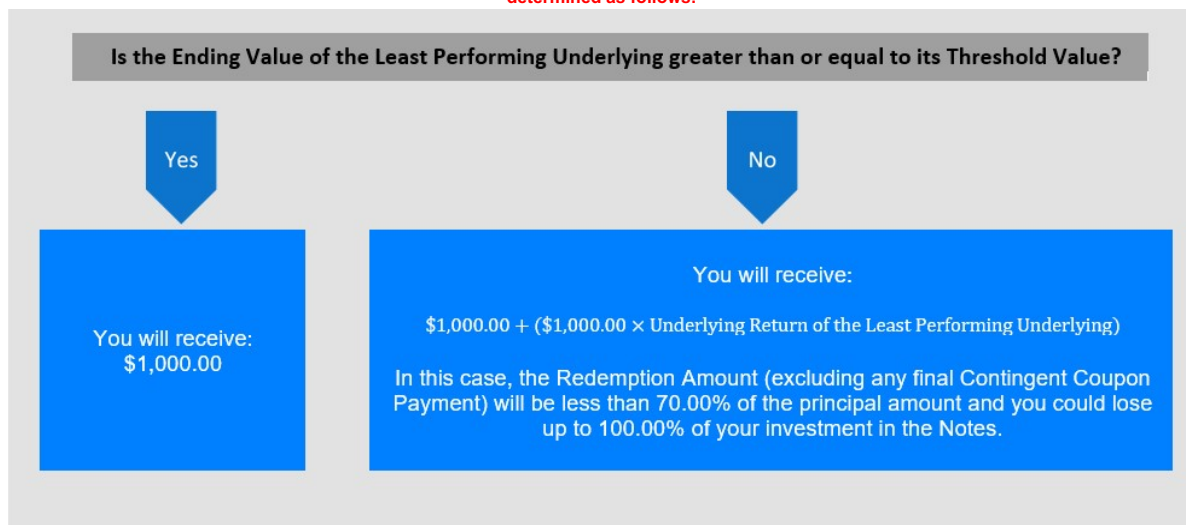 determined as follows:
Is the Ending Value of the Least Performing Underlying greater than or equal to its Threshold Value?
Yes
No
You will receive:
$1,000.00
You will receive:
$1,000.00 + ($1,000.00 × Underlying Return of the Least Performing Underlying)
In this case, the Redemption Amount (excluding any final Contingent Coupon
Payment) will be less than 70.00% of the principal amount and you could lose
up to 100.00% of your investment in the Notes.